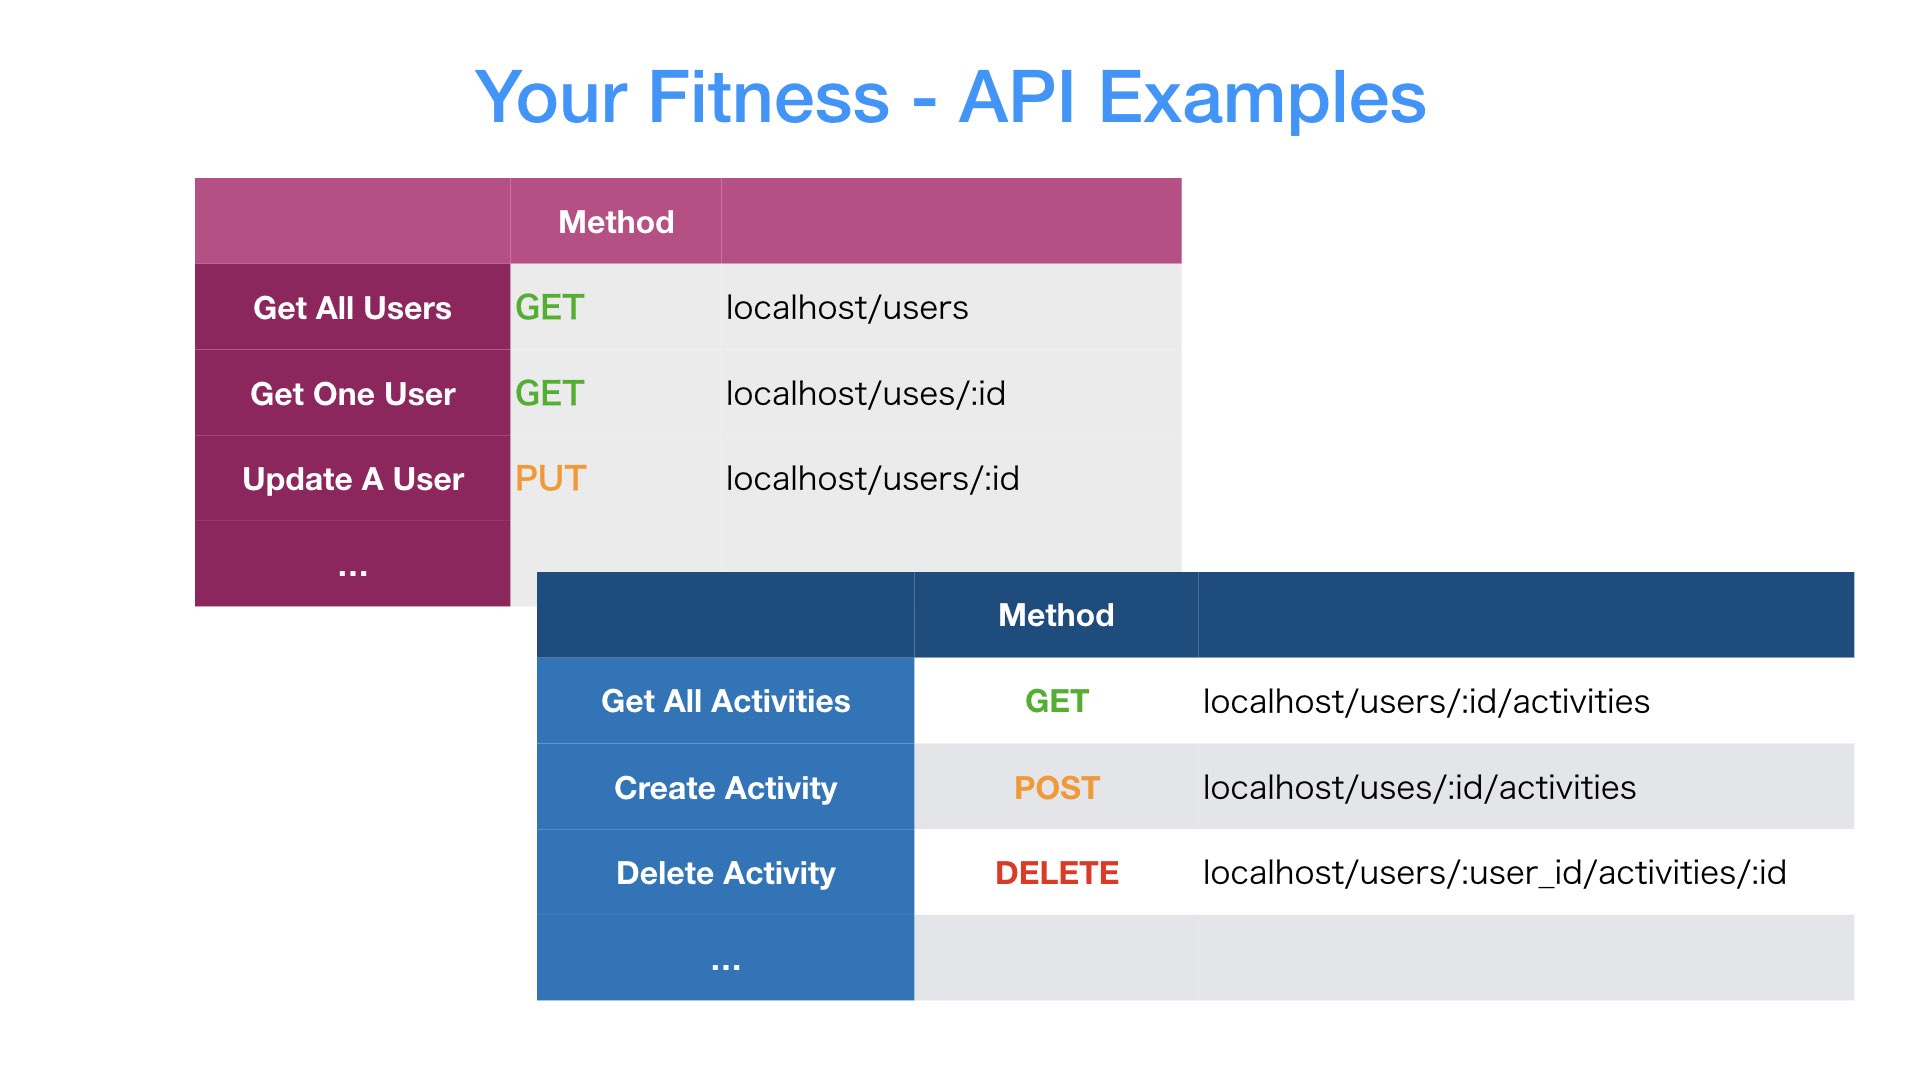 Your Fitness - API Examples
Method
Get All Users GET localhost/users
Get One User GET localhost/uses/:id
Update A User PUT localhost/users/:id
...
Method
Get All Activities GET localhost/users/:id/activities
Create Activity POST localhost/uses/:id/activities
Delete Activity DELETE localhost/users/:user_id/activities/:id
...